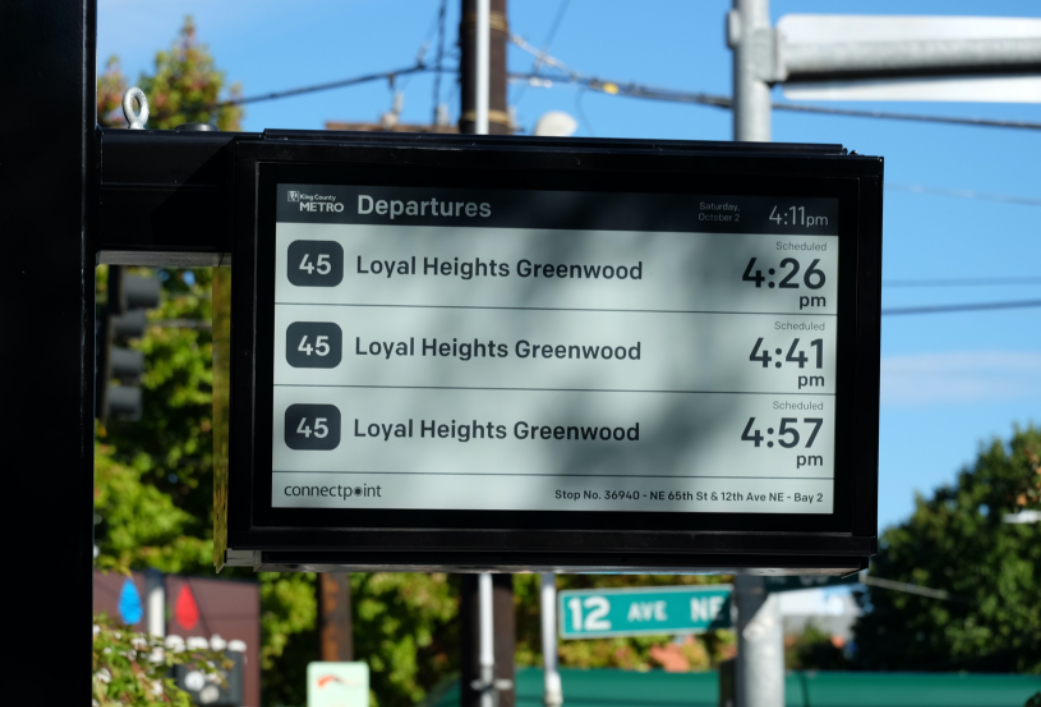 King County
METRO
Departures
Saturday,
October 2
4:11pm
45
Loyal Heights Greenwood
Scheduled
4:26
pm
45
Loyal Heights Greenwood
Scheduled
4:41
pm
45
Loyal Heights Greenwood
Scheduled
4:57
pm
connectpoint
Stop No. 36940 - NE 65th St & 12th Ave NE - Bay 2
12 AVE NE